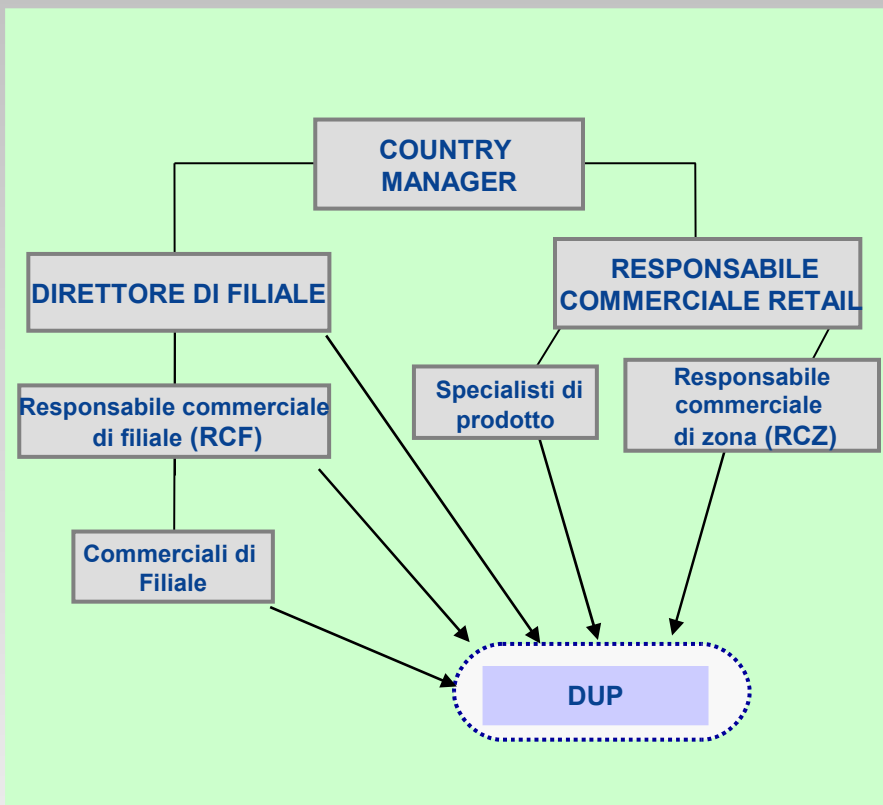 COUNTRY
MANAGER
DIRETTORE DI FILIALE
RESPONSABILE
COMMERCIALE RETAIL
Responsabile commerciale
di filiale (RCF)
Specialisti di
prodotto
Responsabile
commerciale
di zona (RCZ)
Commerciali di
Filiale
DUP